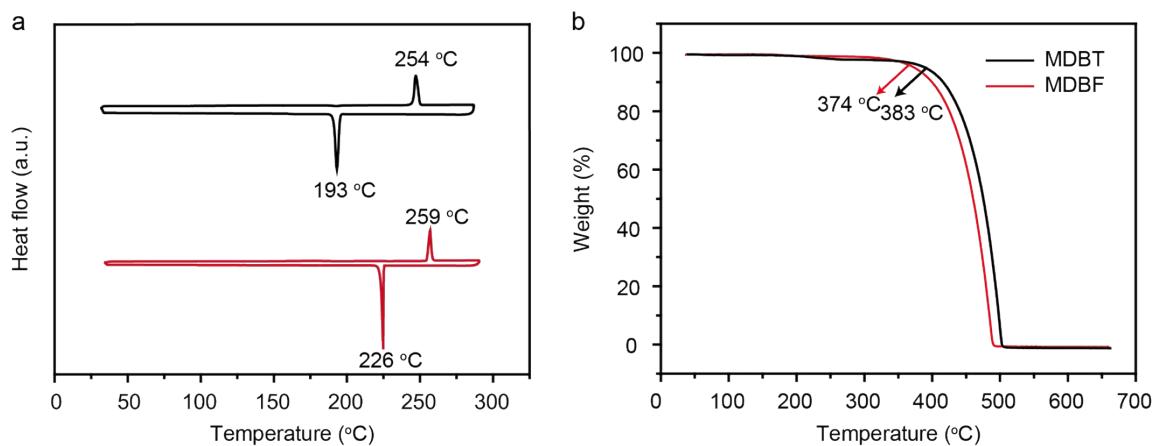 a
254 °C
193 °C
259 °C
226 °C
Heat flow (a.u.)
0
50
100
150
200
250
300
Temperature (°C)
b
100
80
60
40
20
0
Weight (%)
MDBT
MDBF
374 °C
383 °C
0
100
200
300
400
500
600
700
Temperature (°C)